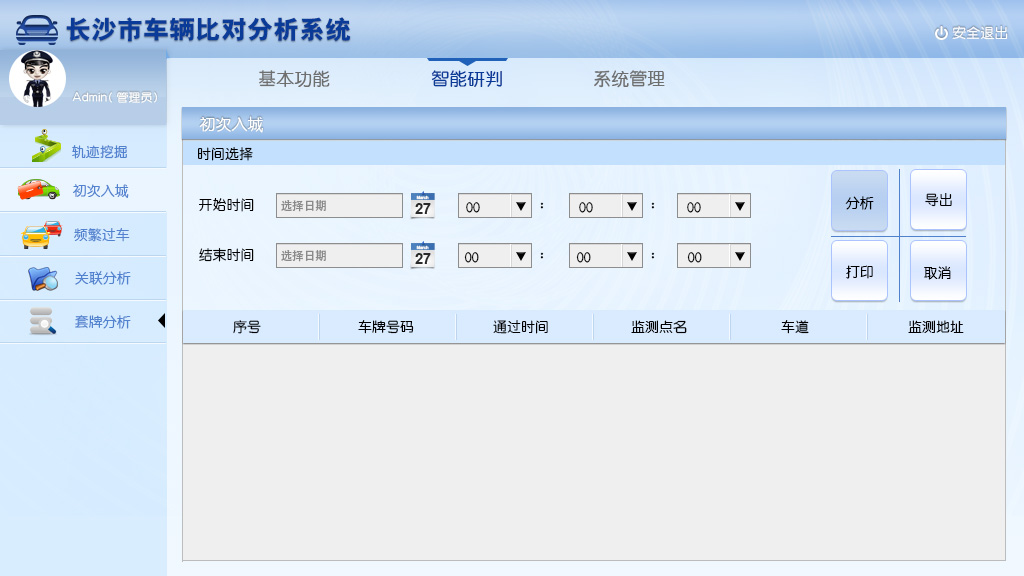 长沙市车辆比对分析系统
安全退出
Admin( 管理员)
基本功能 智能研判 系统管理
轨迹挖掘
初次入城
频繁过车
关联分析
套牌分析
初次入城
时间选择
开始时间 选择日期 March 27 00 : 00 : 00
结束时间 选择日期 March 27 00 : 00 : 00
分析 导出
打印 取消
序号 车牌号码 通过时间 监测点名 车道 监测地址